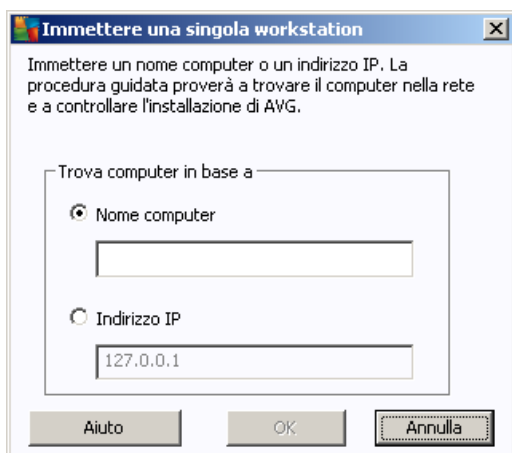 Immettere una singola workstation
Immettere un nome computer o un indirizzo IP. La
procedura guidata proverà a trovare il computer nella rete
e a controllare l'installazione di AVG.
Trova computer in base a
Nome computer
Indirizzo IP
127.0.0.1
Aiuto
OK
Annulla